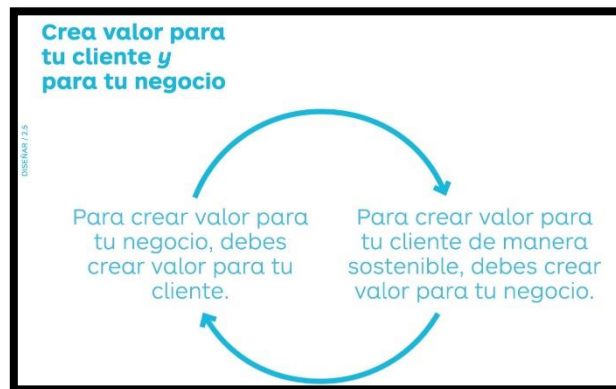 Crea valor para
tu cliente y
para tu negocio
DISEÑAR / 2.5
Para crear valor para
tu negocio, debes
crear valor para tu
cliente.
Para crear valor para
tu cliente de manera
sostenible, debes crear
valor para tu negocio.